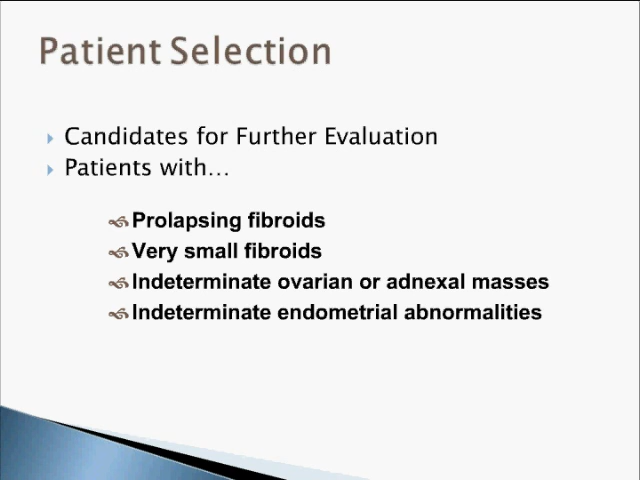 Patient Selection
Candidates for Further Evaluation
Patients with…
Prolapsing fibroids
Very small fibroids
Indeterminate ovarian or adnexal masses
Indeterminate endometrial abnormalities